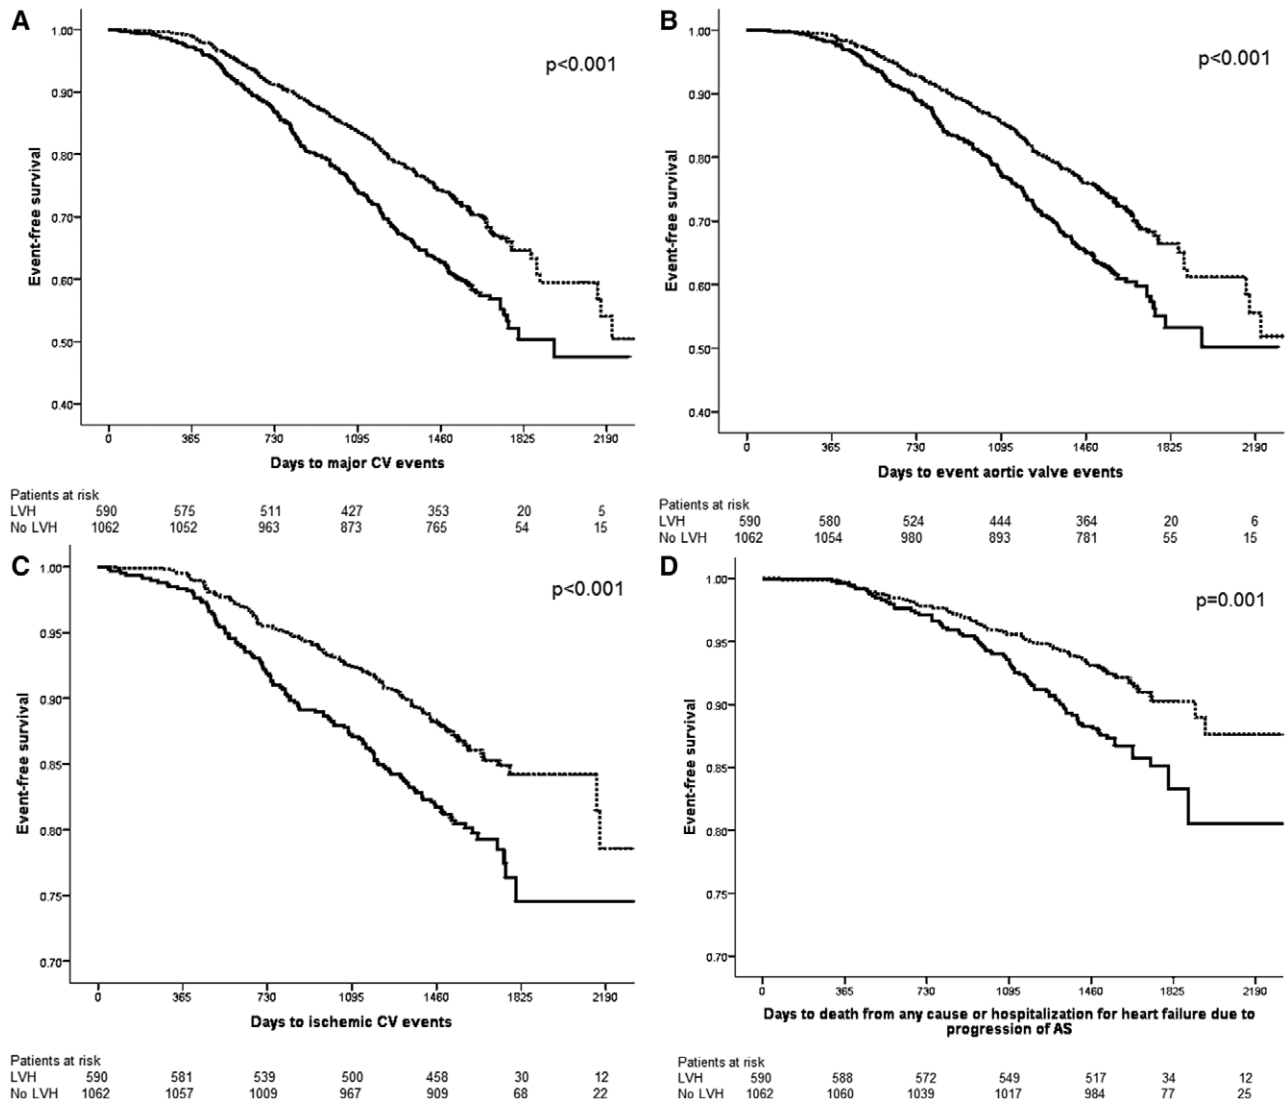 A
p<0.001
Event-free survival
1.00
0.90
0.80
0.70
0.60
0.50
0.40
0 365 730 1095 1460 1825 2190
Days to major CV events
Patients at risk
LVH 590 575 511 427 353 20 5
No LVH 1062 1052 963 873 765 54 15
B
p<0.001
Event-free survival
1.00
0.90
0.80
0.70
0.60
0.50
0.40
0 365 730 1095 1460 1825 2190
Days to event aortic valve events
Patients at risk
LVH 590 580 524 444 364 20 6
No LVH 1062 1054 980 893 781 55 15
C
p<0.001
Event-free survival
1.00
0.95
0.90
0.85
0.80
0.75
0.70
0 365 730 1095 1460 1825 2190
Days to ischemic CV events
Patients at risk
LVH 590 581 539 500 458 30 12
No LVH 1062 1057 1009 967 909 68 22
D
p=0.001
Event-free survival
1.00
0.95
0.90
0.85
0.80
0.75
0.70
0 365 730 1095 1460 1825 2190
Days to death from any cause or hospitalization for heart failure due to
progression of AS
Patients at risk
LVH 590 588 572 549 517 34 12
No LVH 1062 1060 1039 1017 984 77 25